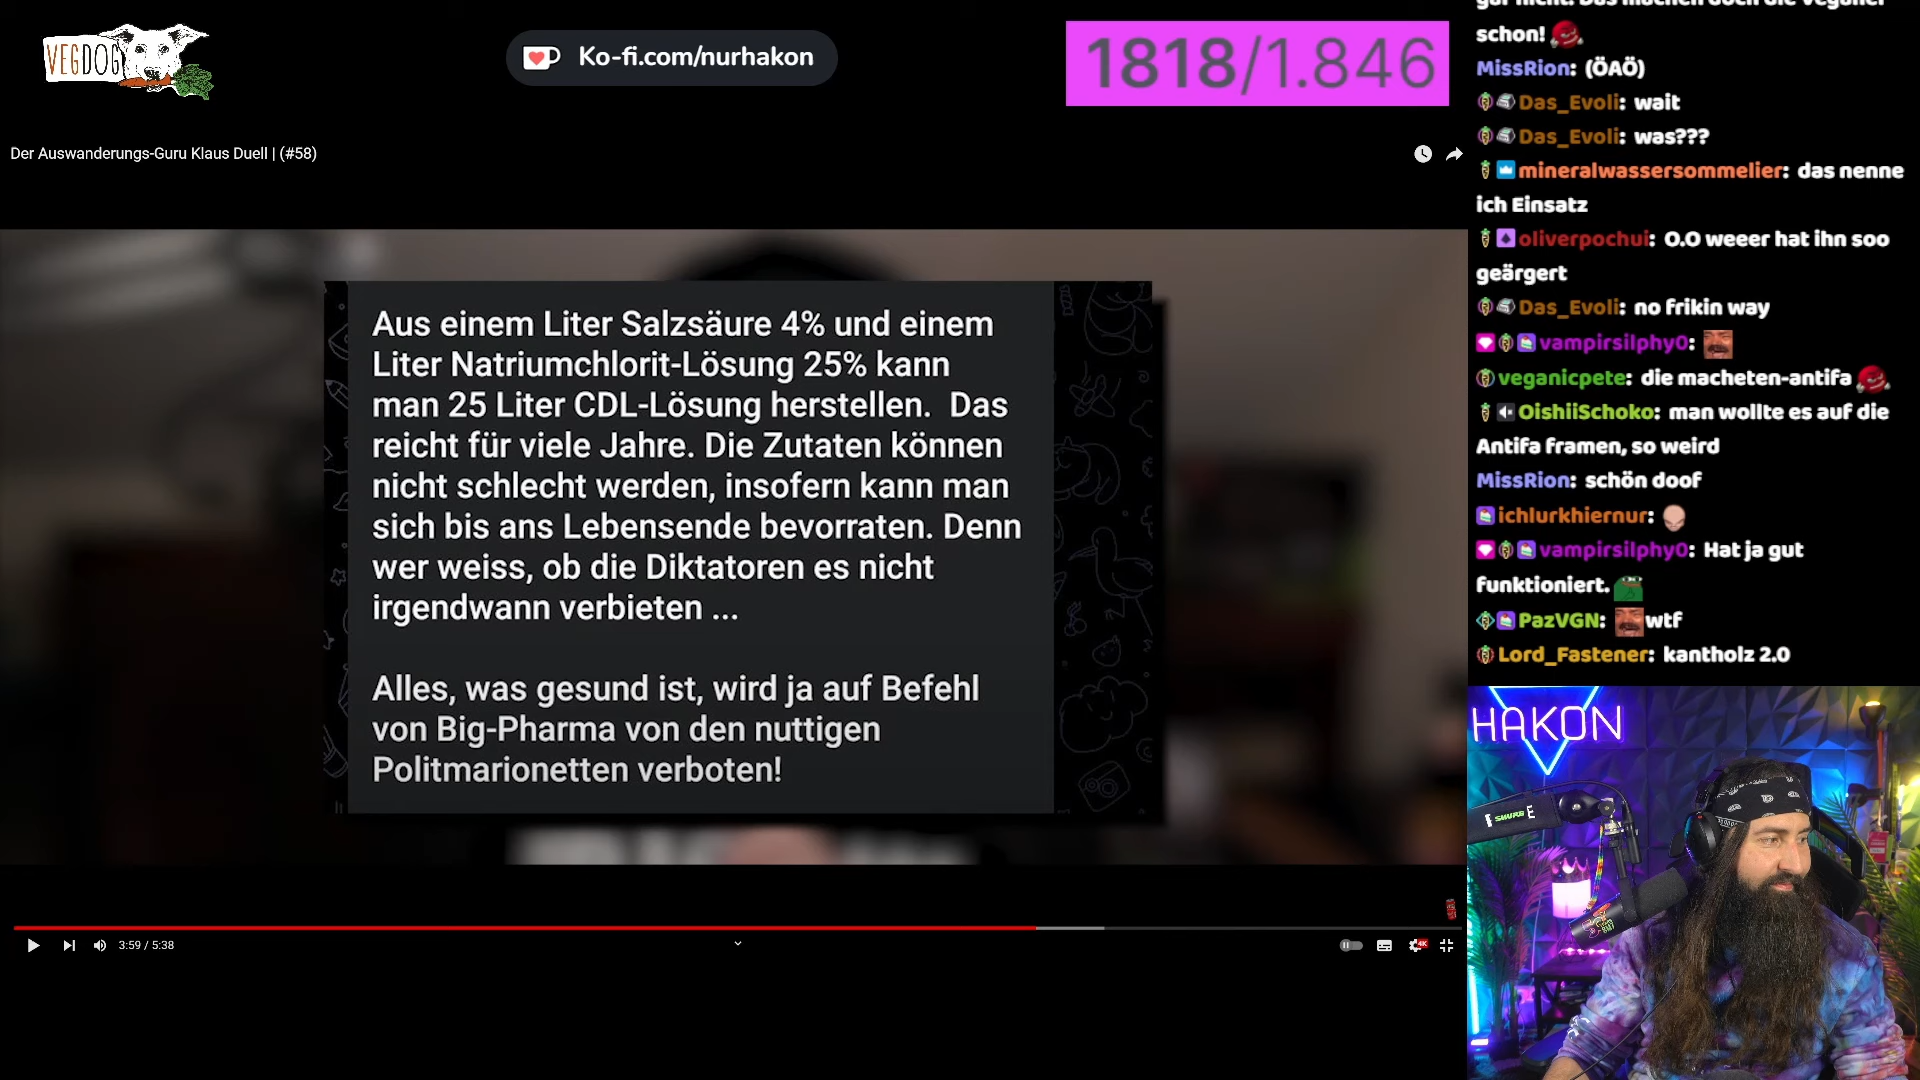 VEGDOG
Ko-fi.com/nurhakon
1818/1.846
Der Auswanderungs-Guru Klaus Duell | (#58)
Aus einem Liter Salzsäure 4% und einem
Liter Natriumchlorit-Lösung 25% kann
man 25 Liter CDL-Lösung herstellen. Das
reicht für viele Jahre. Die Zutaten können
nicht schlecht werden, insofern kann man
sich bis ans Lebensende bevorraten. Denn
wer weiss, ob die Diktatoren es nicht
irgendwann verbieten ...
Alles, was gesund ist, wird ja auf Befehl
von Big-Pharma von den nuttigen
Politmarionetten verboten!
3:59 / 5:38
4K
schon!
MissRion: (ÖAÖ)
Das_Evoli: wait
Das_Evoli: was???
mineralwassersommelier: das nenne
ich Einsatz
oliverpochui: O.O weeer hat ihn soo
geärgert
Das_Evoli: no frikin way
vampirsilphy0:
veganicpete: die macheten-antifa
OishiiSchoko: man wollte es auf die
Antifa framen, so weird
MissRion: schön doof
ichlurkhiernur:
vampirsilphy0: Hat ja gut
funktioniert.
PazVGN: wtf
Lord_Fastener: kantholz 2.0
HAKON
SHURE